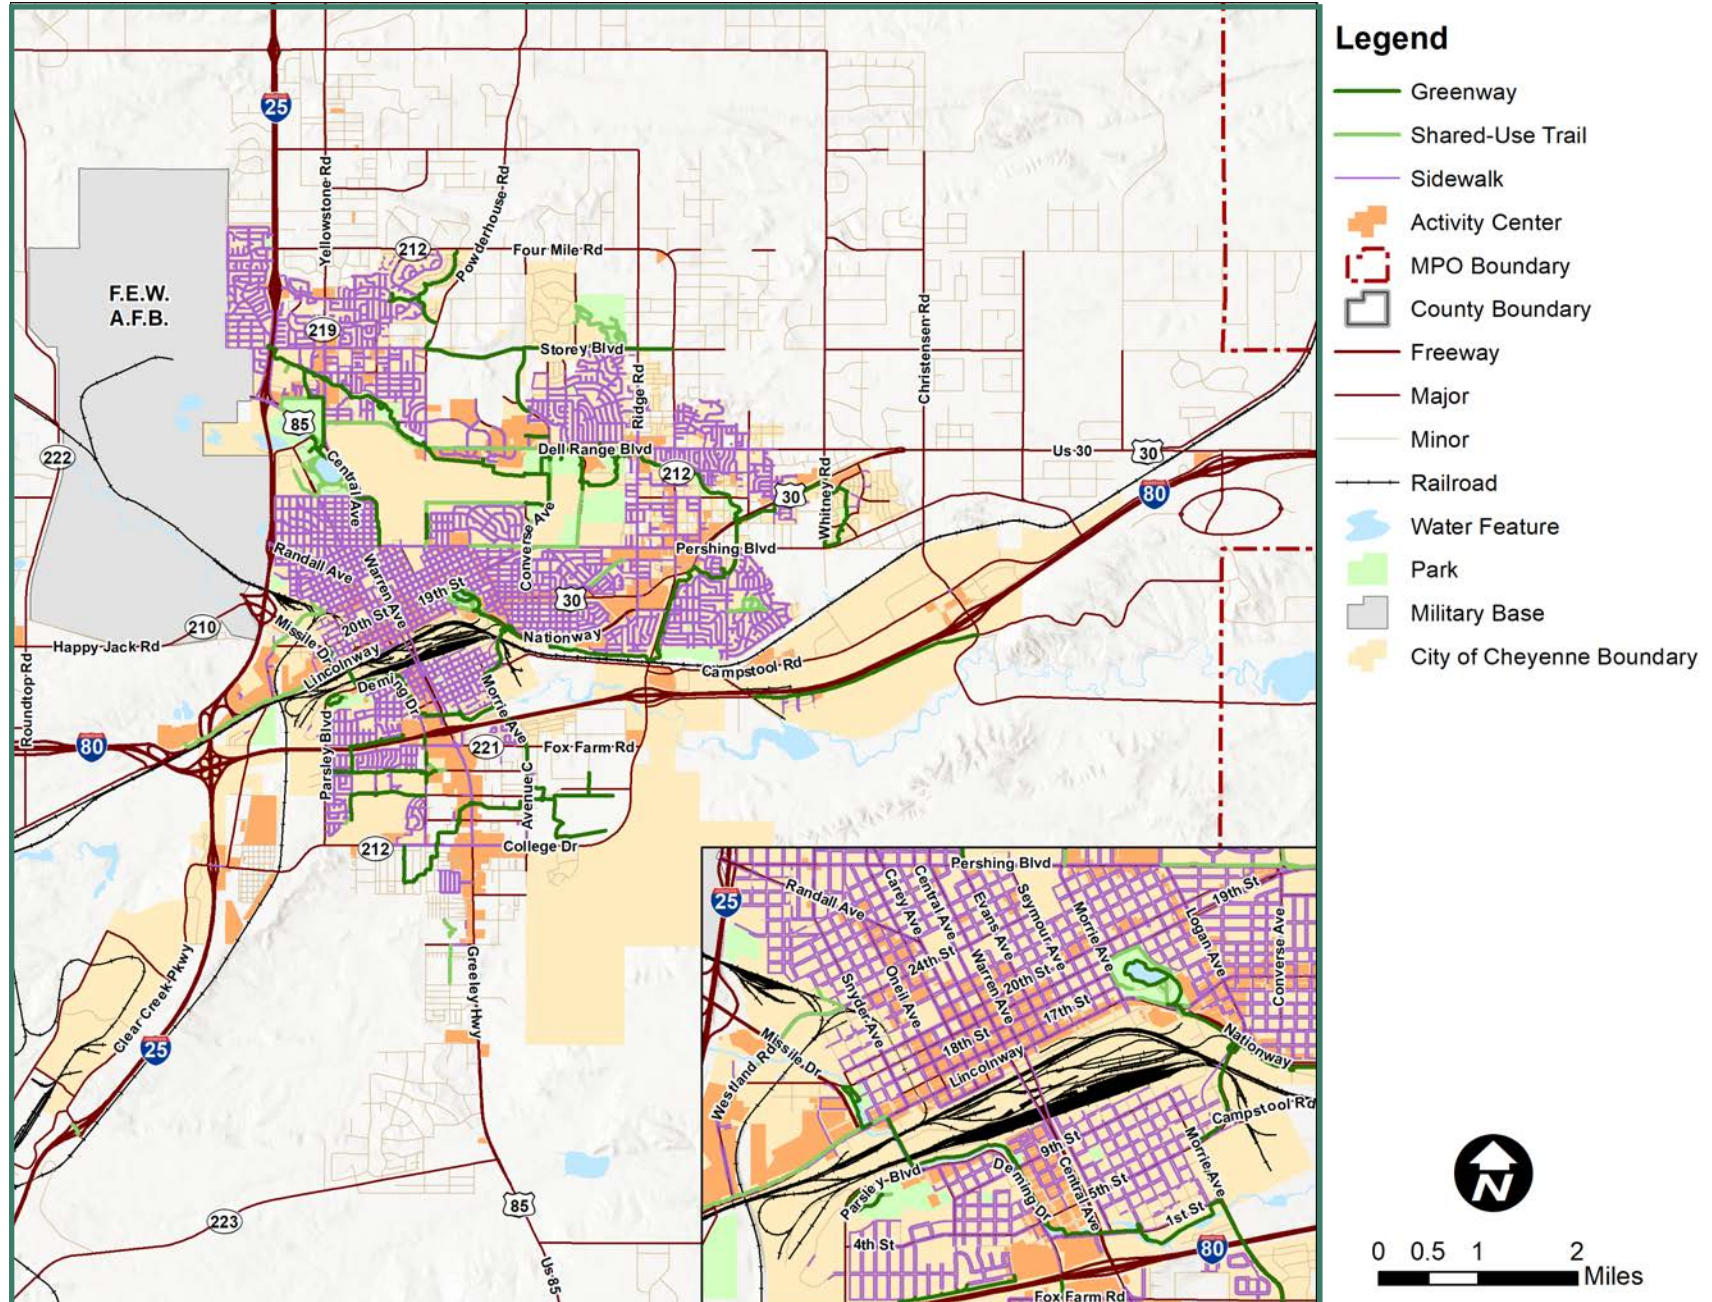 Legend
Greenway
Shared-Use Trail
Sidewalk
Activity Center
MPO Boundary
County Boundary
Freeway
Major
Minor
Railroad
Water Feature
Park
Military Base
City of Cheyenne Boundary
N
0 0.5 1 2
Miles
25
Yellowstone Rd
Powderhouse Rd
212
Four Mile Rd
F.E.W.
A.F.B.
219
Storey Blvd
Ridge Rd
Christensen Rd
85
222
Central Ave
Dell Range Blvd
212
Us 30
30
80
30
Whitney Rd
Converse Ave
Pershing Blvd
Randall Ave
Warren Ave
19th St
20th St
30
210
Happy Jack Rd
Missile Dr
Lincolnway
Nationway
Campstool Rd
Deming Dr
Morrie Ave
Roundtop Rd
80
Parsley Blvd
221
Fox Farm Rd
Avenue C
212
College Dr
Greeley Hwy
Clear Creek Pkwy
25
223
85
Us 85
Pershing Blvd
25
Randall Ave
Carey Ave
Central Ave
Evans Ave
Seymour Ave
Morrie Ave
19th St
Logan Ave
Converse Ave
24th St
Oneil Ave
Warren Ave
20th St
17th St
Snyder Ave
18th St
Lincolnway
Missile Dr
Westland Rd
Nationway
Campstool Rd
9th St
Parsley Blvd
Deming Dr
Central Ave
5th St
Morrie Ave
1st St
4th St
80
Fox Farm Rd